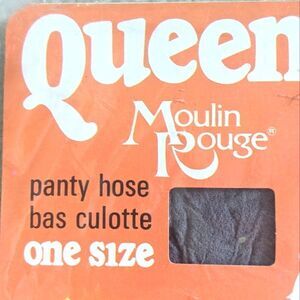 Queen
Moulin
Rouge®
panty hose
bas culotte
one size